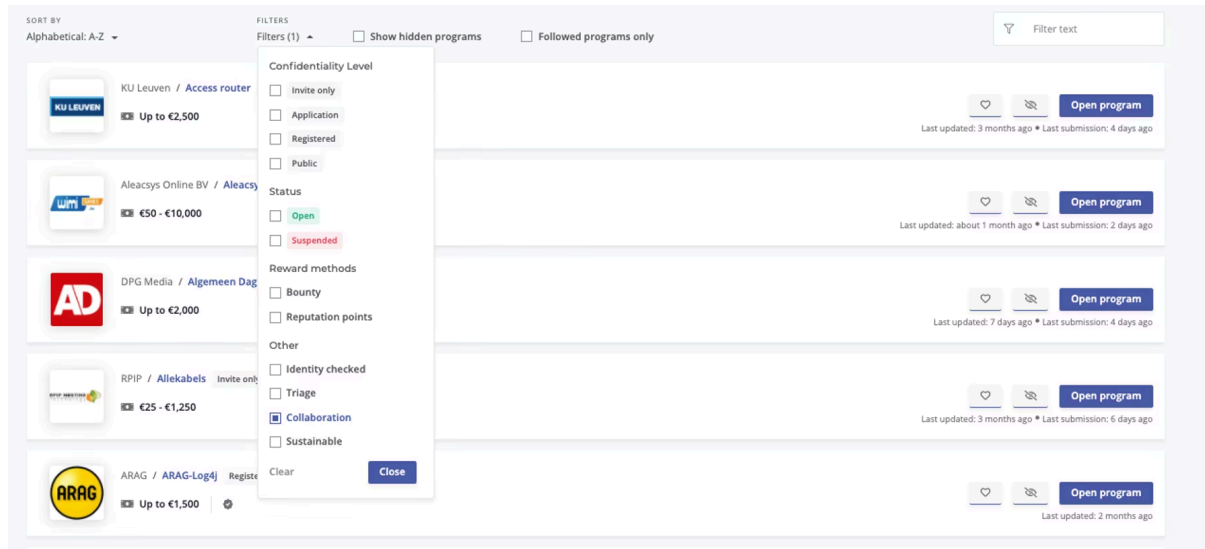 SORT BY
Alphabetical: A-Z
FILTERS
Filters (1)
Show hidden programs
Followed programs only
Filter text
Confidentiality Level
Invite only
Application
Registered
Public
Status
Open
Suspended
Reward methods
Bounty
Reputation points
Other
Identity checked
Triage
Collaboration
Sustainable
Clear
Close
KU LEUVEN
KU Leuven / Access router
Up to €2,500
Open program
Last updated: 3 months ago • Last submission: 4 days ago
wimi
Aleacsys Online BV / Aleacsy
€50 - €10,000
Open program
Last updated: about 1 month ago • Last submission: 2 days ago
AD
DPG Media / Algemeen Dag
Up to €2,000
Open program
Last updated: 7 days ago • Last submission: 4 days ago
RPIP / Allekabels Invite only
€25 - €1,250
Open program
Last updated: 3 months ago • Last submission: 6 days ago
ARAG
ARAG / ARAG-Log4j Registe
Up to €1,500
Open program
Last updated: 2 months ago